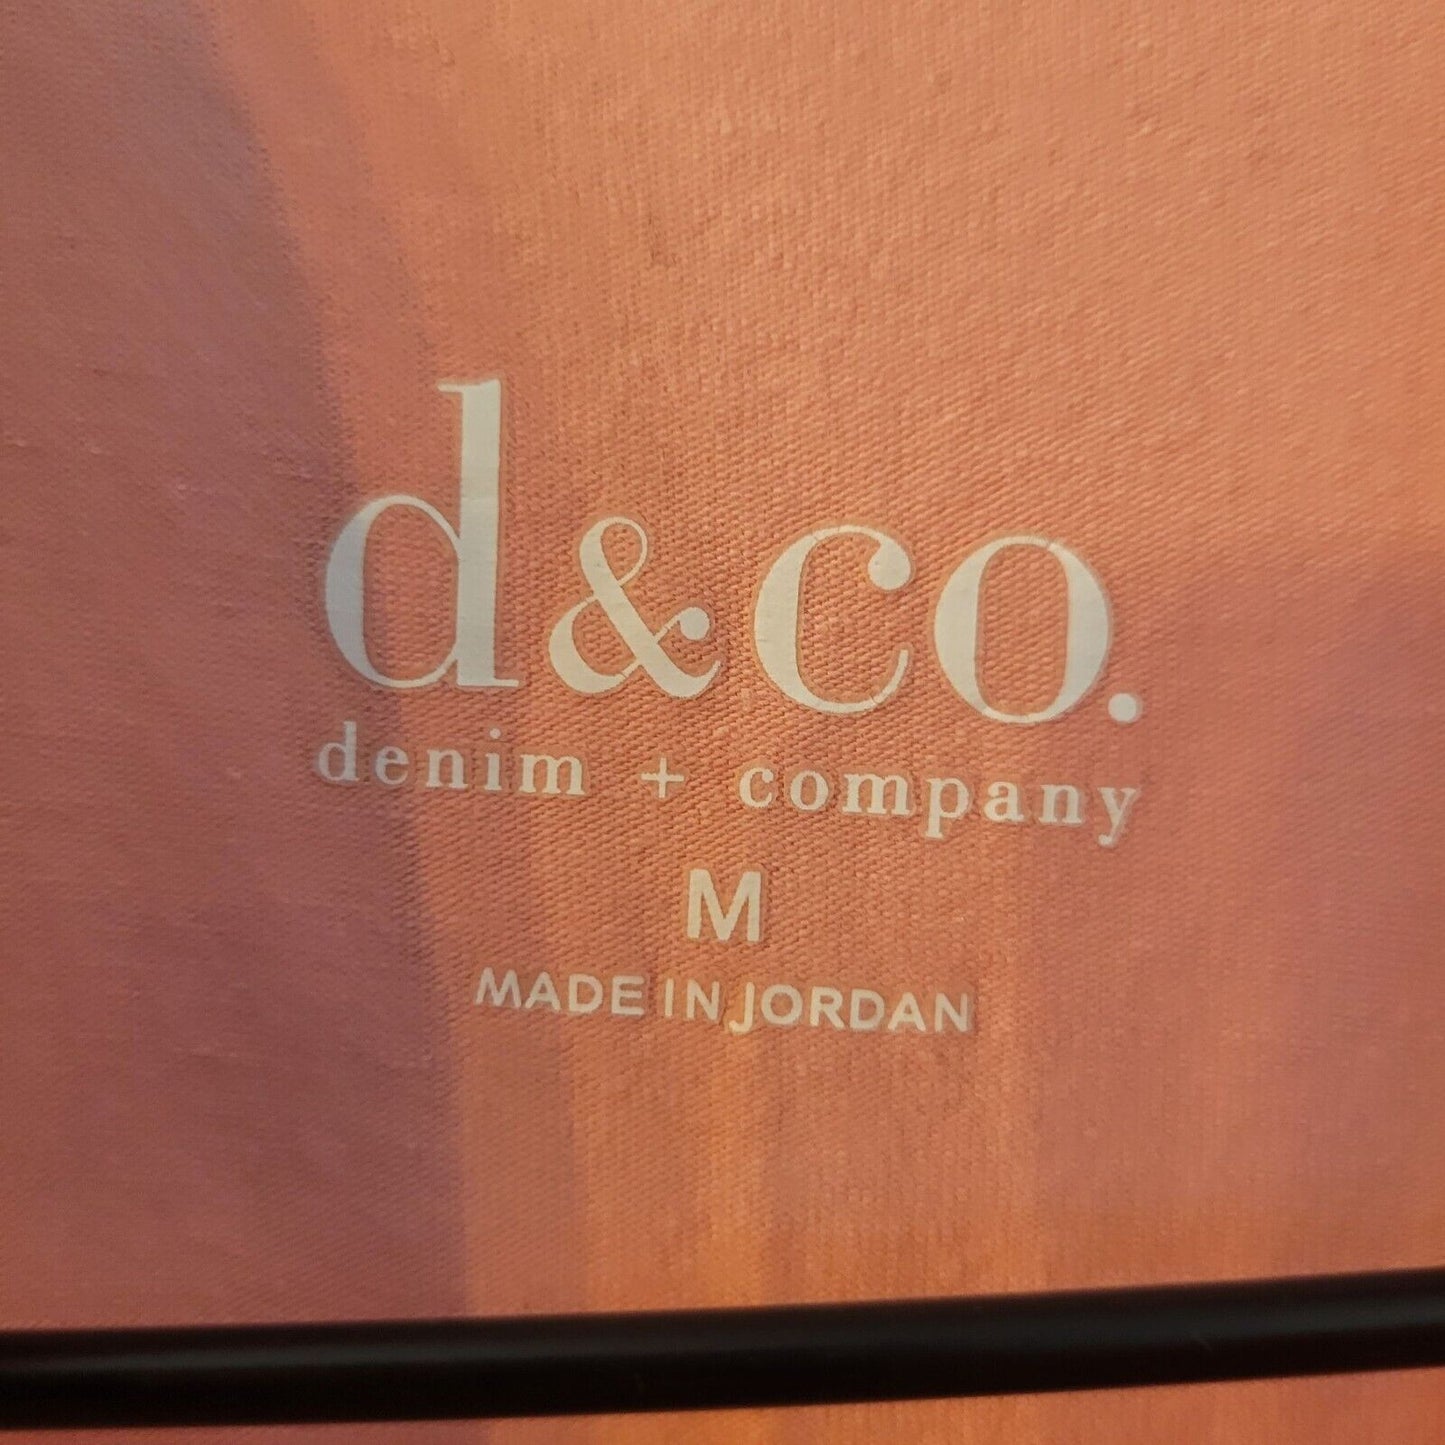 d&co.
denim + company
M
MADE IN JORDAN